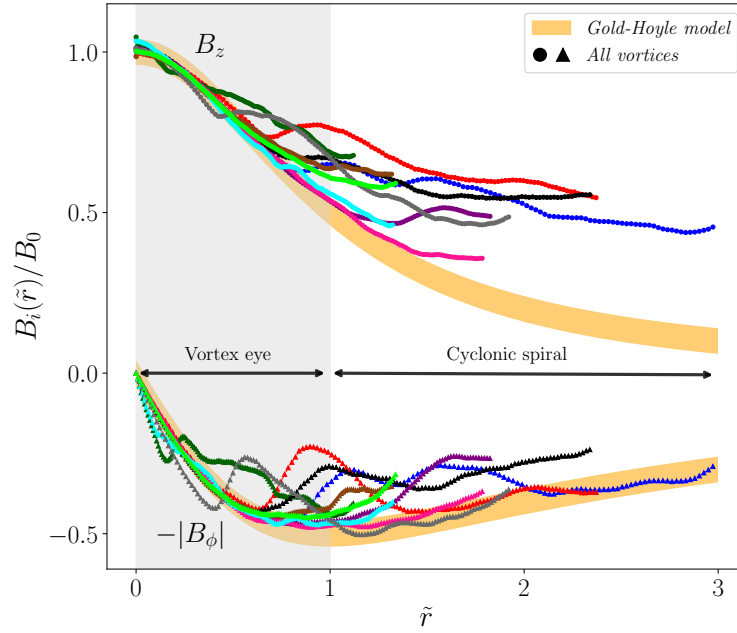 Gold-Hoyle model
All vortices
B_z
1.0
0.5
B_i(r̃)/B_0
Vortex eye
Cyclonic spiral
0.0
−0.5
−|B_ϕ|
0
1
2
3
r̃